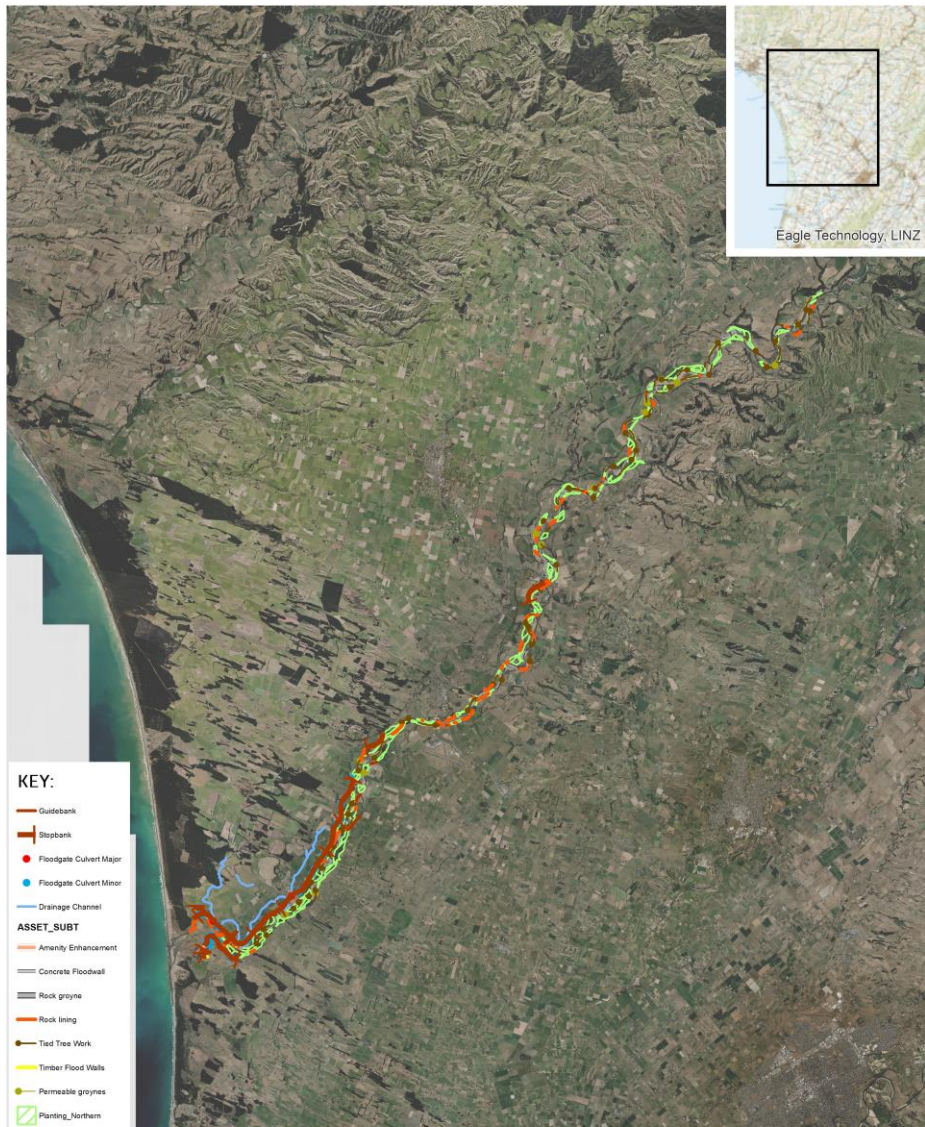 Eagle Technology, LINZ
KEY:
Guidebank
Stopbank
Floodgate Culvert Major
Floodgate Culvert Minor
Drainage Channel
ASSET_SUBT
Amenity Enhancement
Concrete Floodwall
Rock groyne
Rock lining
Tied Tree Work
Timber Flood Walls
Permeable groynes
Planting_Northern